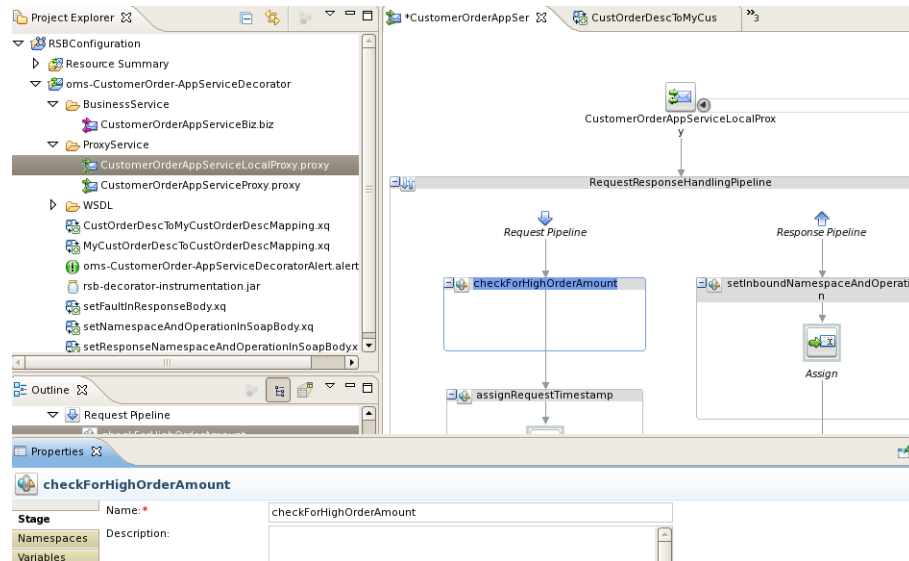 Project Explorer
RSBConfiguration
Resource Summary
oms-CustomerOrder-AppServiceDecorator
BusinessService
CustomerOrderAppServiceBiz.biz
ProxyService
CustomerOrderAppServiceLocalProxy.proxy
CustomerOrderAppServiceProxy.proxy
WSDL
CustOrderDescToMyCustOrderDescMapping.xq
MyCustOrderDescToCustOrderDescMapping.xq
oms-CustomerOrder-AppServiceDecoratorAlert.alert
rsb-decorator-instrumentation.jar
setFaultInResponseBody.xq
setNamespaceAndOperationInSoapBody.xq
setResponseNamespaceAndOperationInSoapBody.x
Outline
Request Pipeline
checkForHighOrderAmount
*CustomerOrderAppSer
CustOrderDescToMyCus
»3
CustomerOrderAppServiceLocalProx
y
RequestResponseHandlingPipeline
Request Pipeline
Response Pipeline
checkForHighOrderAmount
setInboundNamespaceAndOperati
n
Assign
assignRequestTimestamp
Properties
checkForHighOrderAmount
Stage
Namespaces
Variables
Name:*
checkForHighOrderAmount
Description: